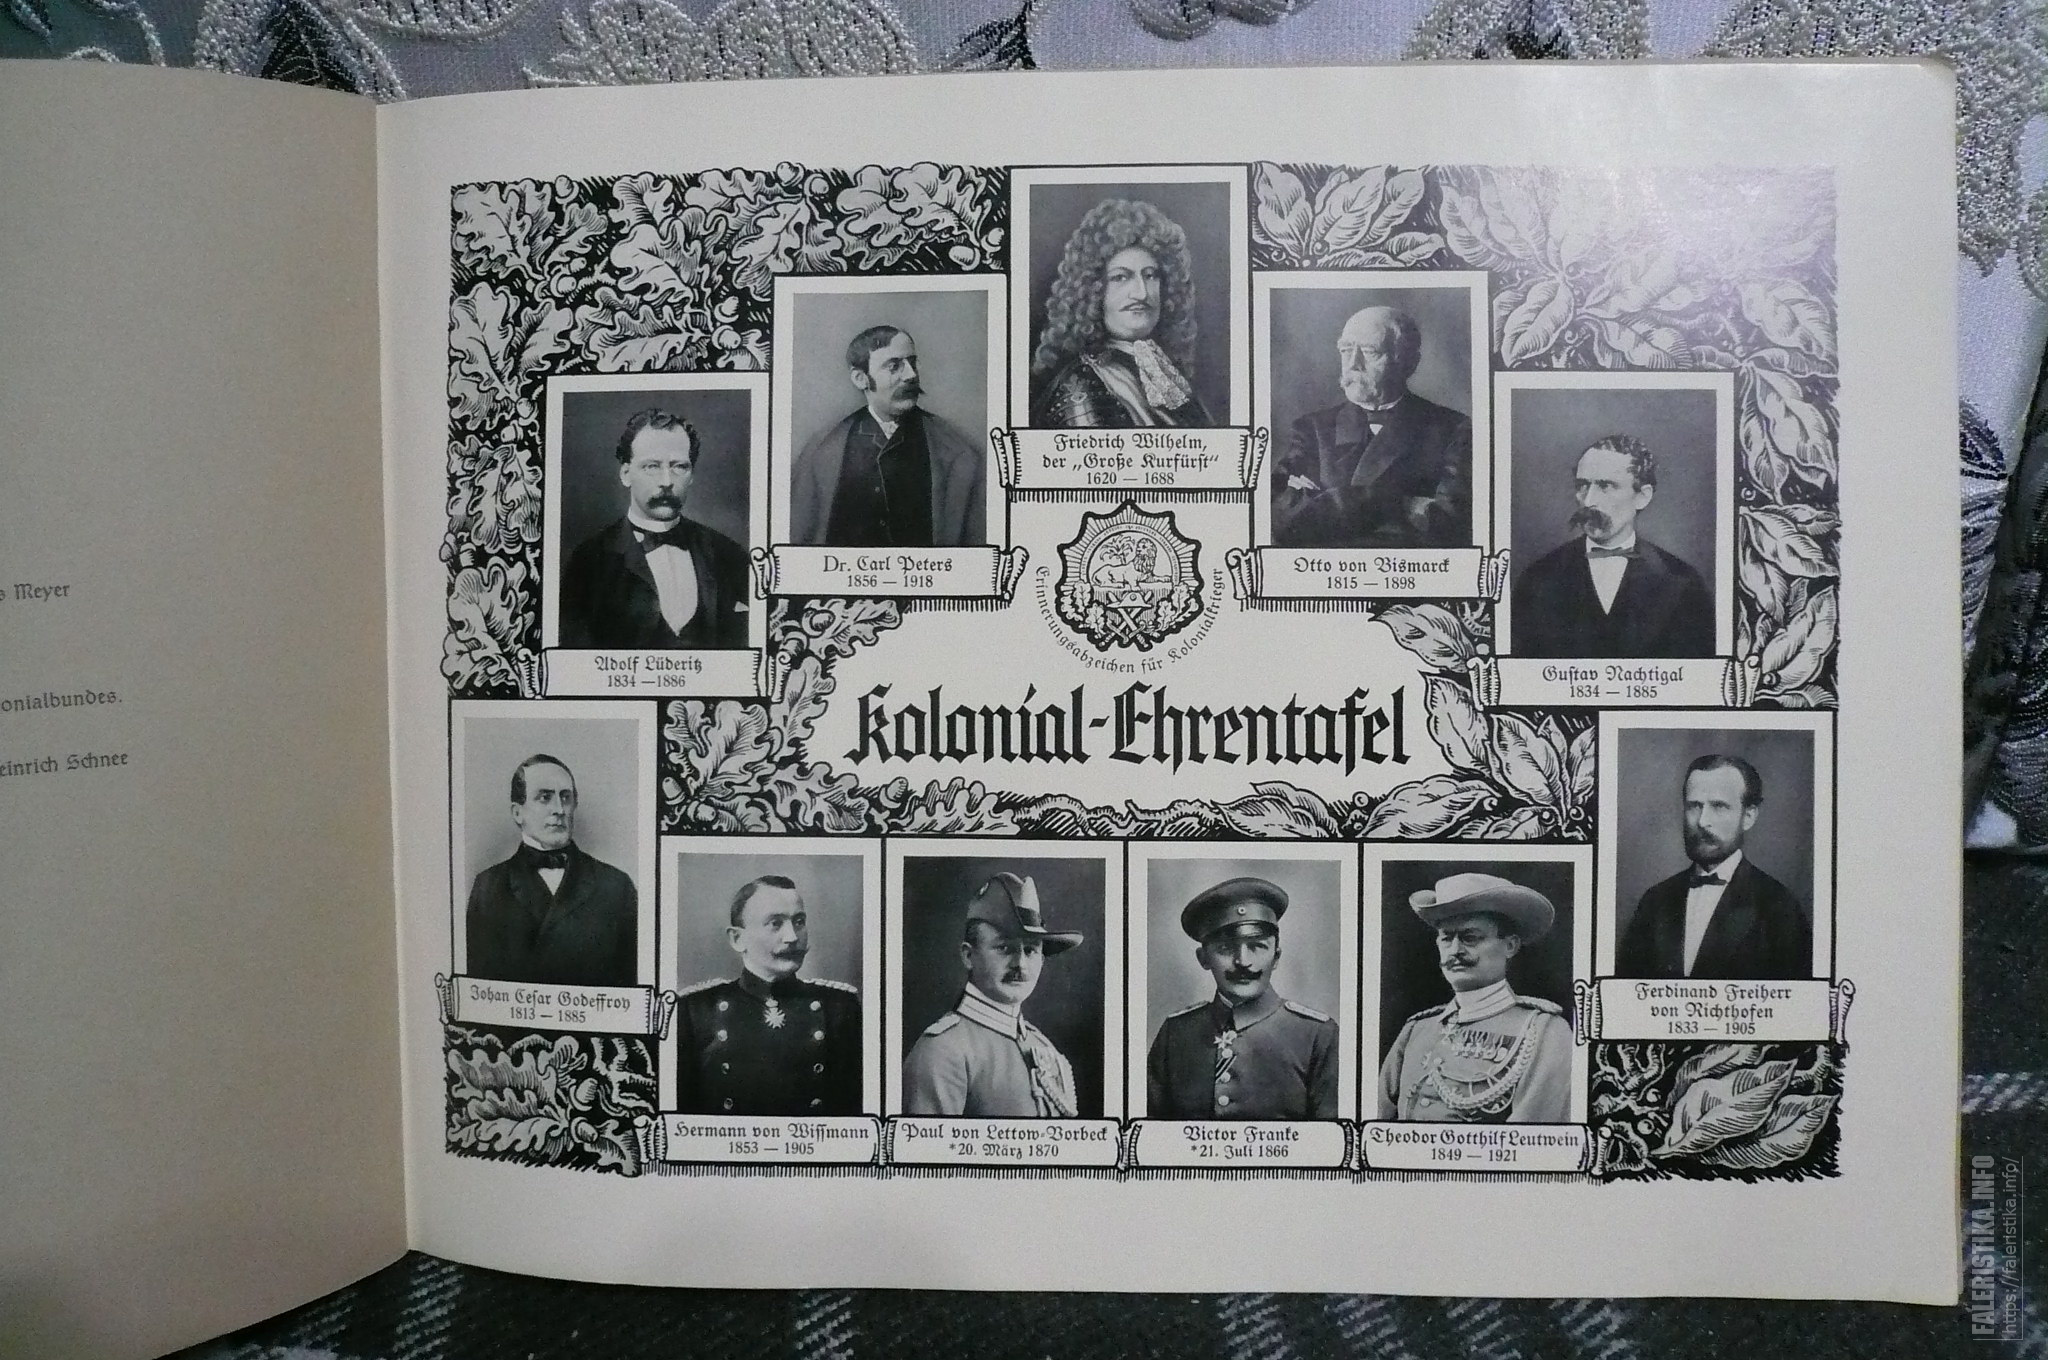 s Meyer
onialbundes.
einrich Schnee
Friedrich Wilhelm,
der „Große Kurfürst“
1620 — 1688
Dr. Carl Peters
1856 — 1918
Otto von Bismarck
1815 — 1898
Adolf Lüderitz
1834 — 1886
Gustav Nachtigal
1834 — 1885
Erinnerungsabzeichen für Kolonialkrieger
Kolonial-Ehrentafel
Johan Cesar Godeffroy
1813 — 1885
Ferdinand Freiherr
von Richthofen
1833 — 1905
Hermann von Wissmann
1853 — 1905
Paul von Lettow-Vorbeck
*20. März 1870
Victor Franke
*21. Juli 1866
Theodor Gotthilf Leutwein
1849 — 1921
FALERISTIKA.INFO
https://faleristika.info/